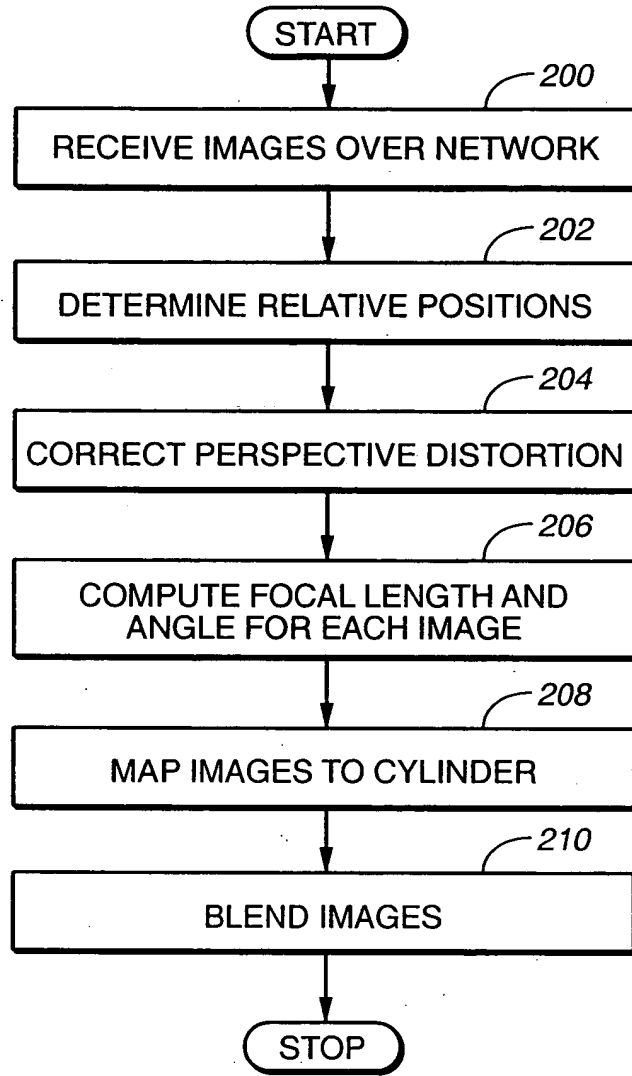 START
200
RECEIVE IMAGES OVER NETWORK
202
DETERMINE RELATIVE POSITIONS
204
CORRECT PERSPECTIVE DISTORTION
206
COMPUTE FOCAL LENGTH AND
ANGLE FOR EACH IMAGE
208
MAP IMAGES TO CYLINDER
210
BLEND IMAGES
STOP